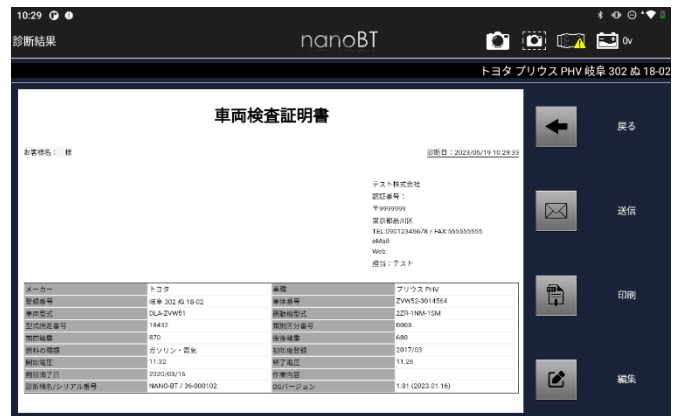 10:29
診断結果
nanoBT
0v
トヨタ プリウス PHV 岐阜 302 ぬ 18-02
車両検査証明書
お客様名： 様
診断日：2023/06/19 10:29:33
テスト株式会社
認証番号：
〒9999999
東京都品川区
TEL:09012345678 / FAX:555555555
eMail:
Web:
担当：テスト
メーカー トヨタ 車種 プリウス PHV
登録番号 岐阜 302 ぬ 18-02 車体番号 ZVW52-3014564
車両型式 DLA-ZVW51 原動機型式 2ZR-1NM-1SM
型式指定番号 18432 類別区分番号 0003
前前軸重 870 後後軸重 680
燃料の種類 ガソリン・電気 初年度登録 2017/03
開始電圧 11.32 終了電圧 11.26
期限満了日 2020/03/16 作業内容
診断機名/シリアル番号 NANO-BT / 36-000102 OSバージョン 1.81 (2023.01.16)
戻る
送信
印刷
編集